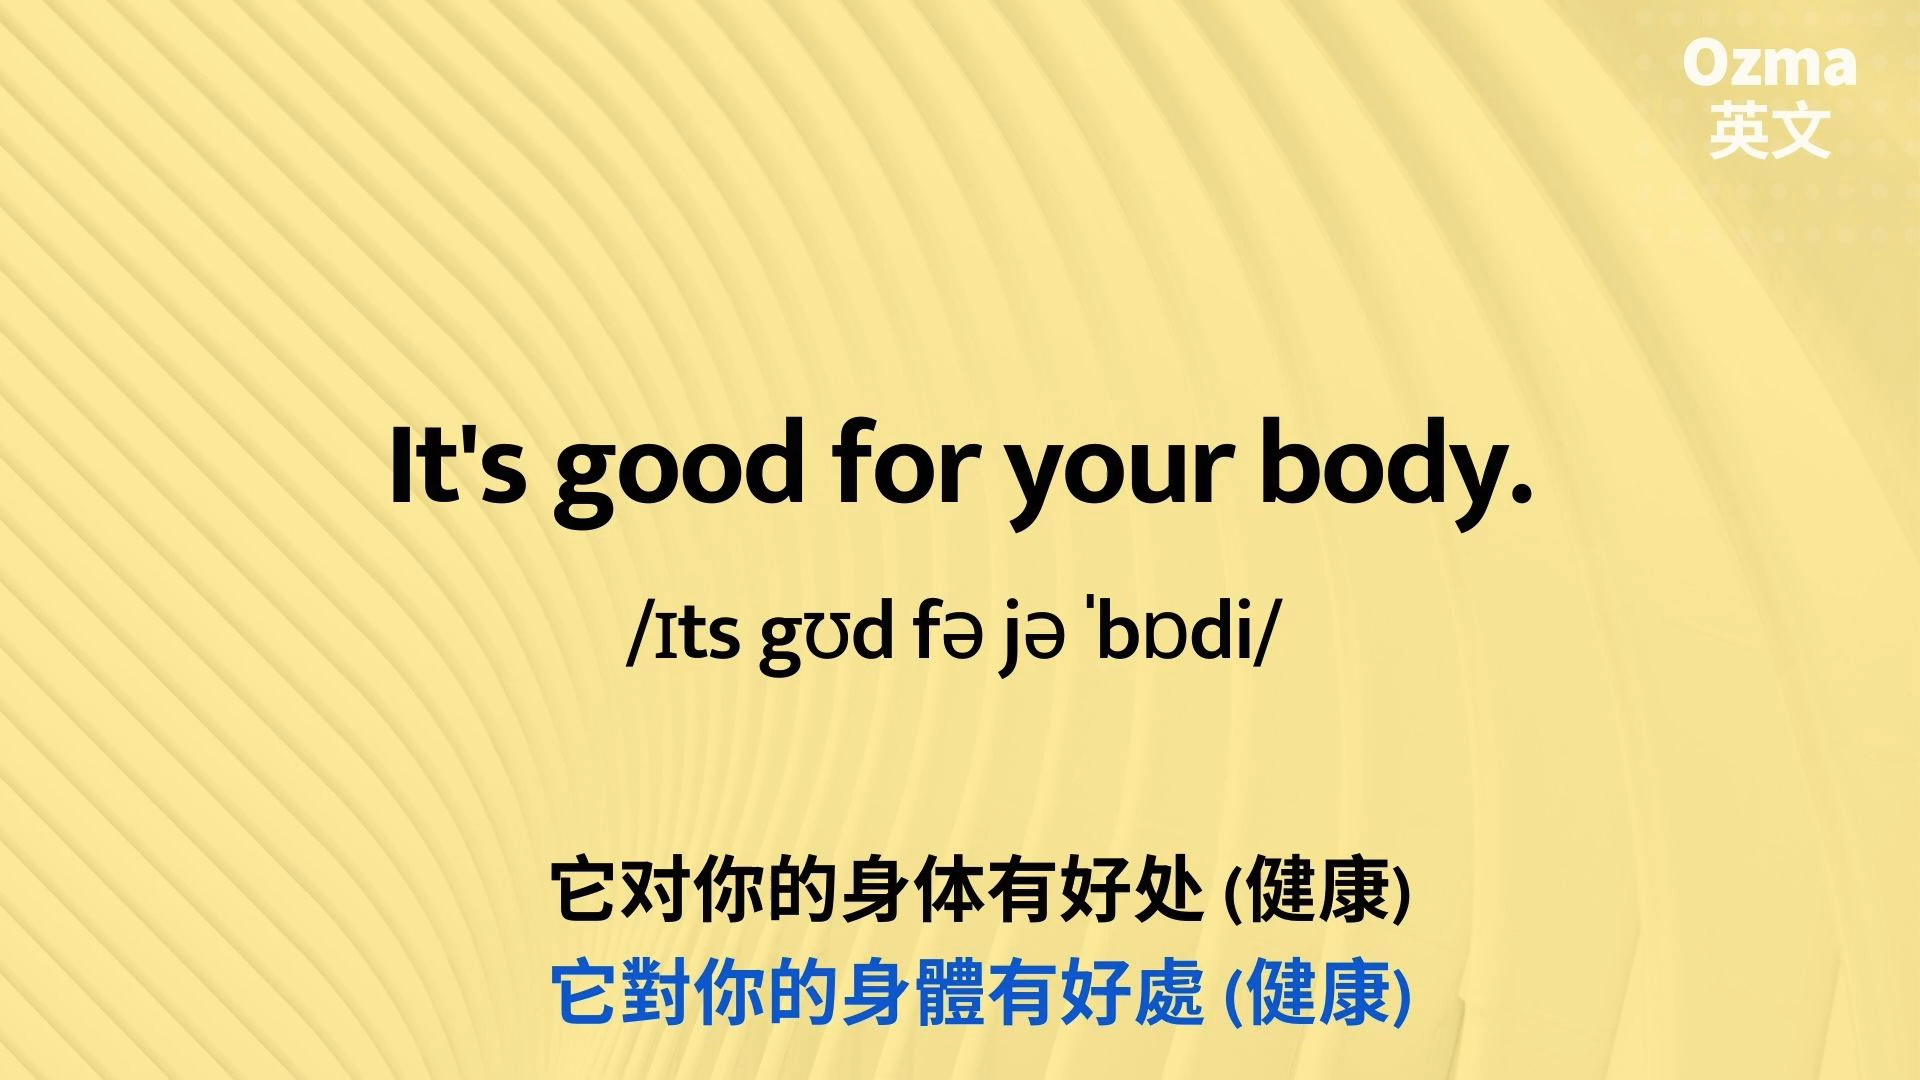 Ozma
英文
It's good for your body.
/ɪts gʊd fə jə ˈbɒdi/
它对你的身体有好处 (健康)
它對你的身體有好處 (健康)